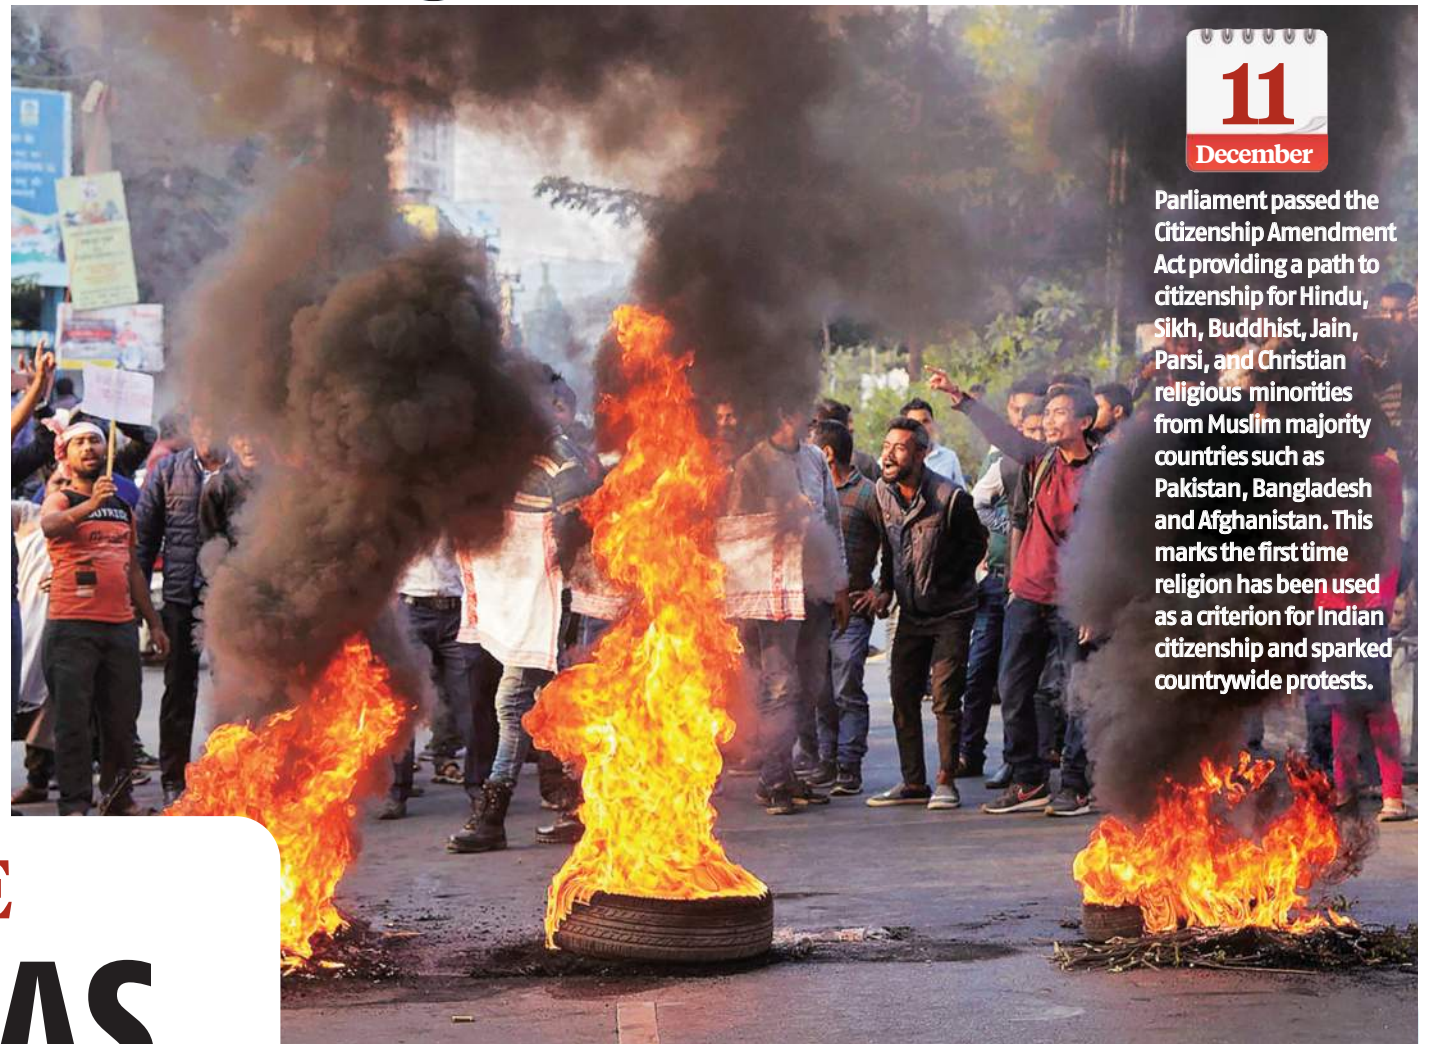 11
December
Parliament passed the
Citizenship Amendment
Act providing a path to
citizenship for Hindu,
Sikh, Buddhist, Jain,
Parsi, and Christian
religious minorities
from Muslim majority
countries such as
Pakistan, Bangladesh
and Afghanistan. This
marks the first time
religion has been used
as a criterion for Indian
citizenship and sparked
countrywide protests.
E
AS